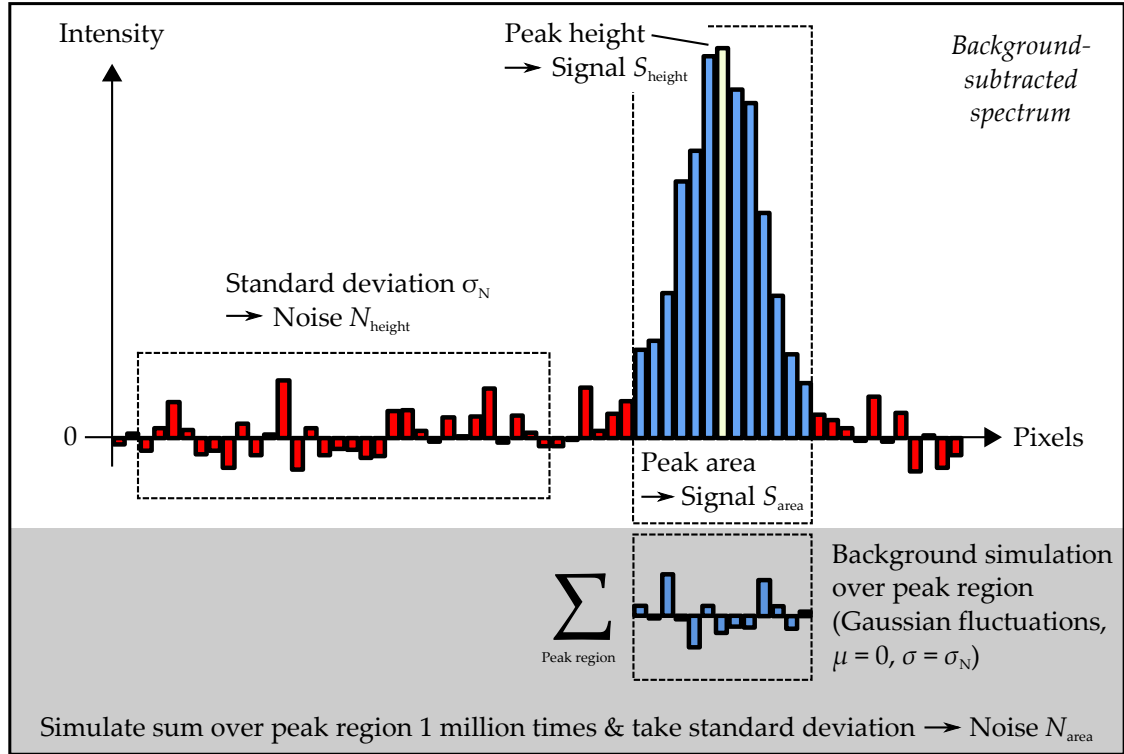 Intensity
Peak height
→ Signal S_height
Background-
subtracted
spectrum
Standard deviation σ_N
→ Noise N_height
0
Pixels
Peak area
→ Signal S_area
∑
Peak region
Background simulation
over peak region
(Gaussian fluctuations,
μ = 0, σ = σ_N)
Simulate sum over peak region 1 million times & take standard deviation → Noise N_area